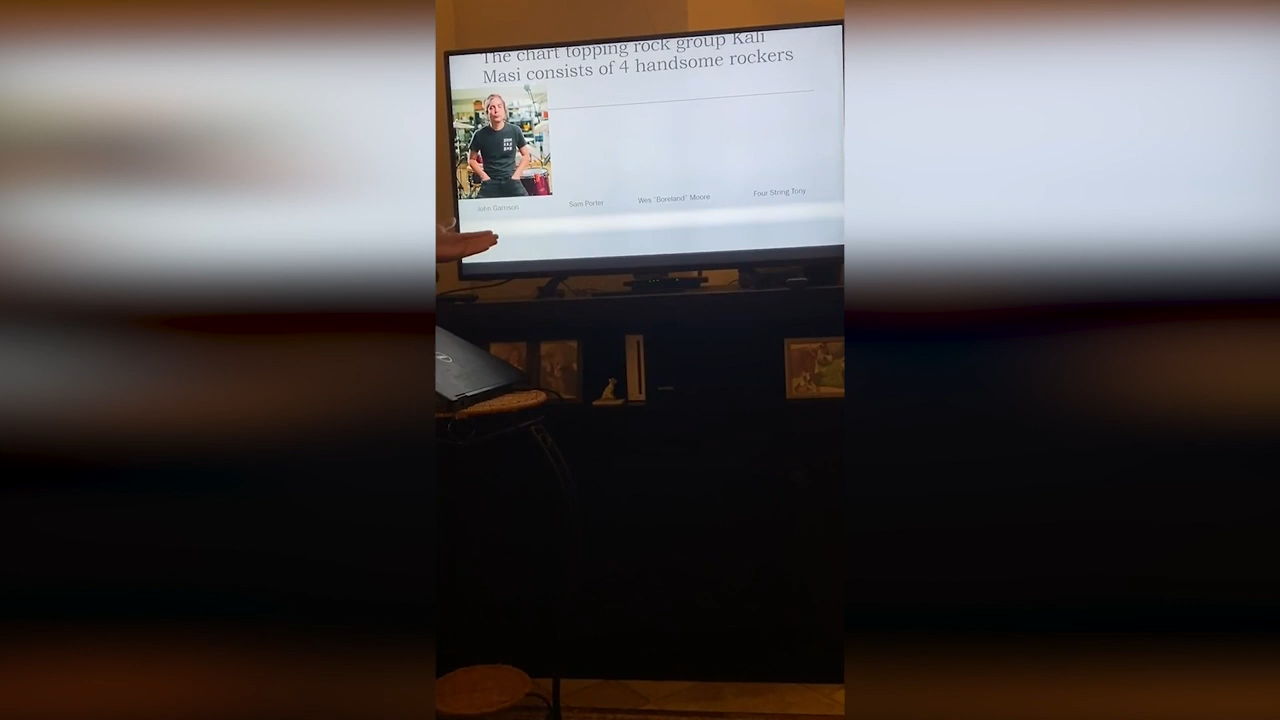 The chart topping rock group Kali
Masi consists of 4 handsome rockers
John Garrison
Sam Porter
Wes "Boreland" Moore
Four String Tony